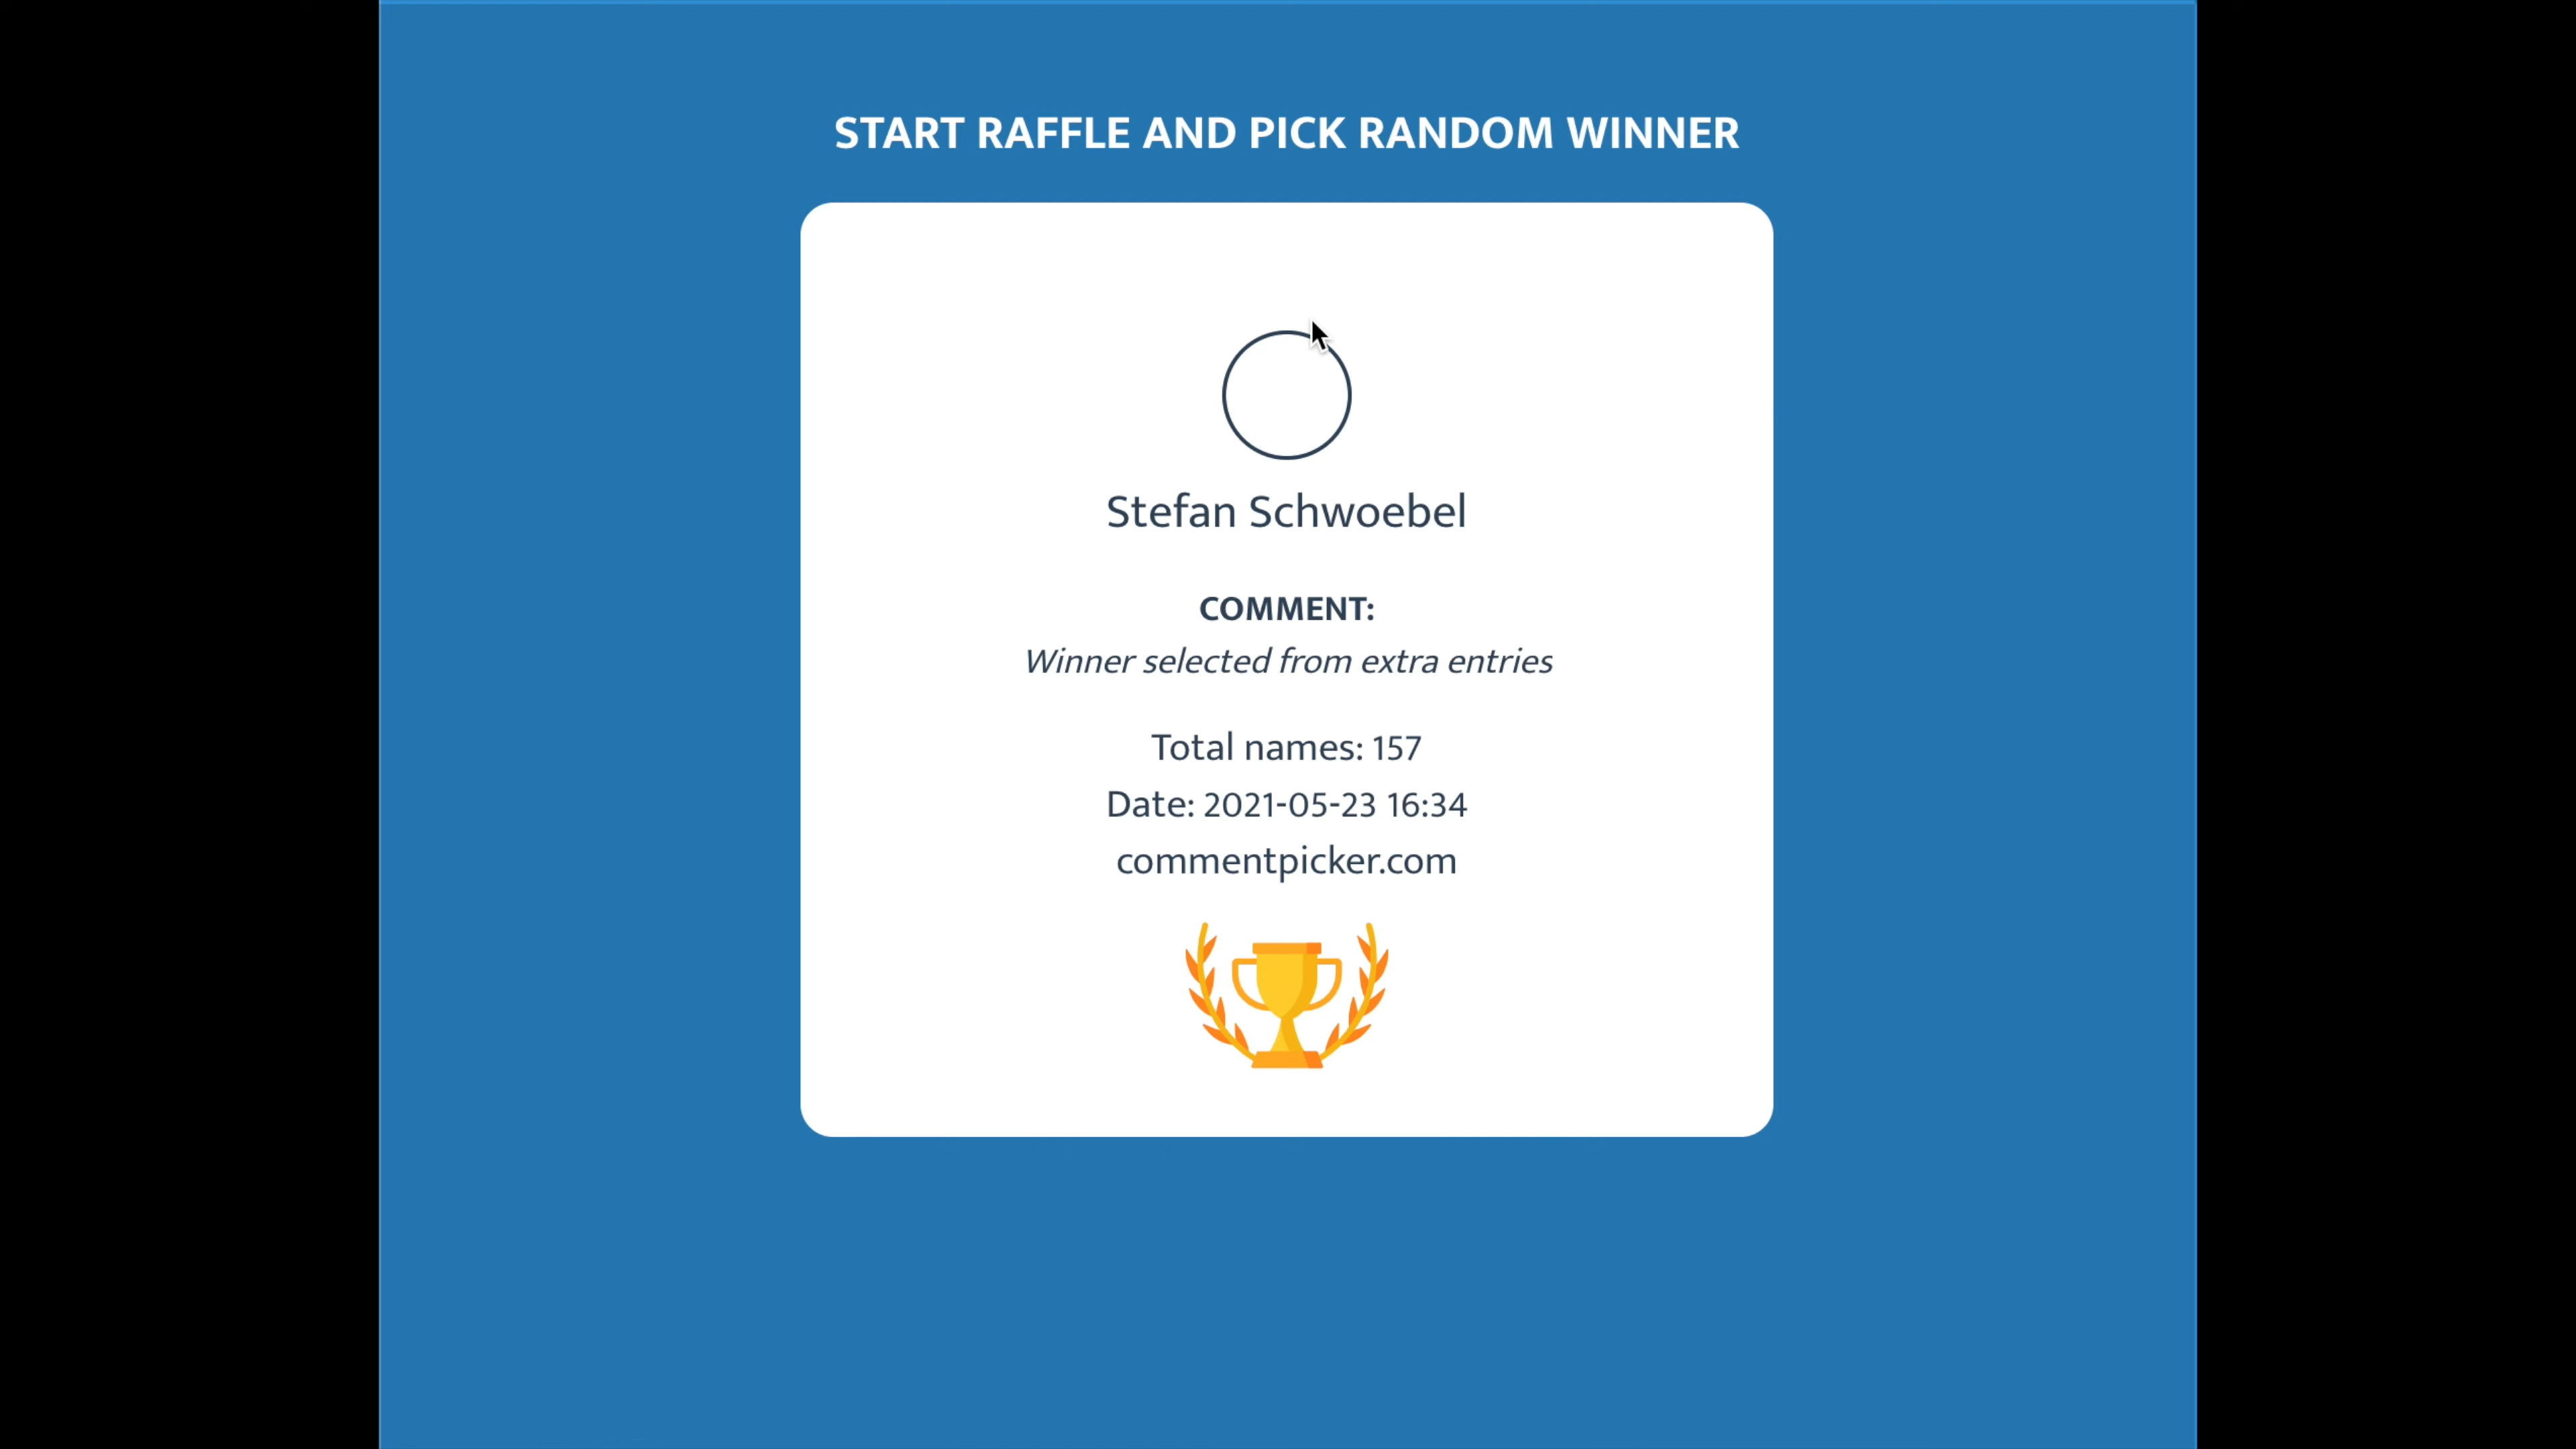 START RAFFLE AND PICK RANDOM WINNER
Stefan Schwoebel
COMMENT:
Winner selected from extra entries
Total names: 157
Date: 2021-05-23 16:34
commentpicker.com